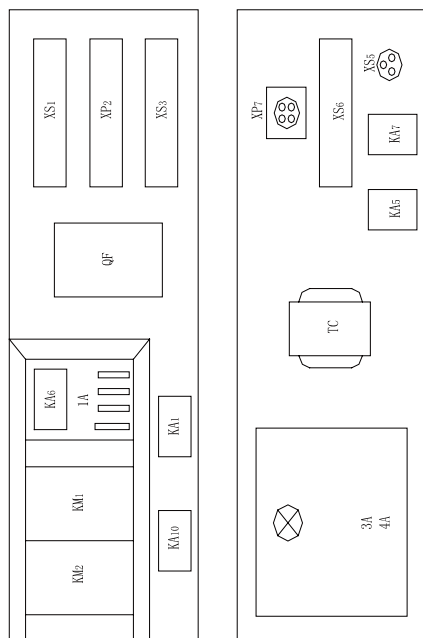 XS1
XP2
XS3
QF
KA6
1A
KA1
KM1
KA10
KM2
XP7
XS6
XS5
KA7
KA5
TC
3A
4A